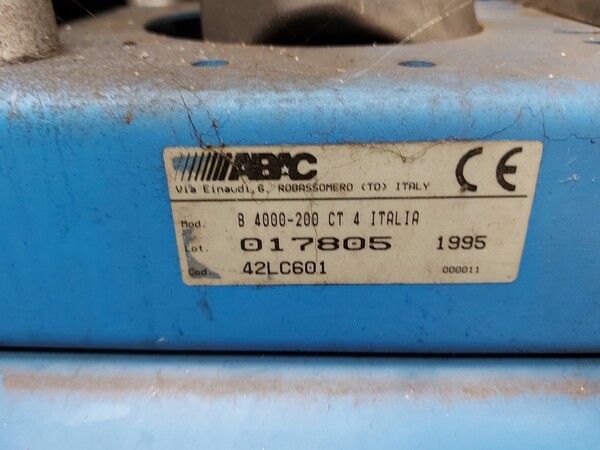 ABAC CE
Via Einaudi,6, ROBASSOMERO (TO) ITALY
Mod. B 4000-200 CT 4 ITALIA
Lot. 017805 1995
Cod. 42LC601 000011